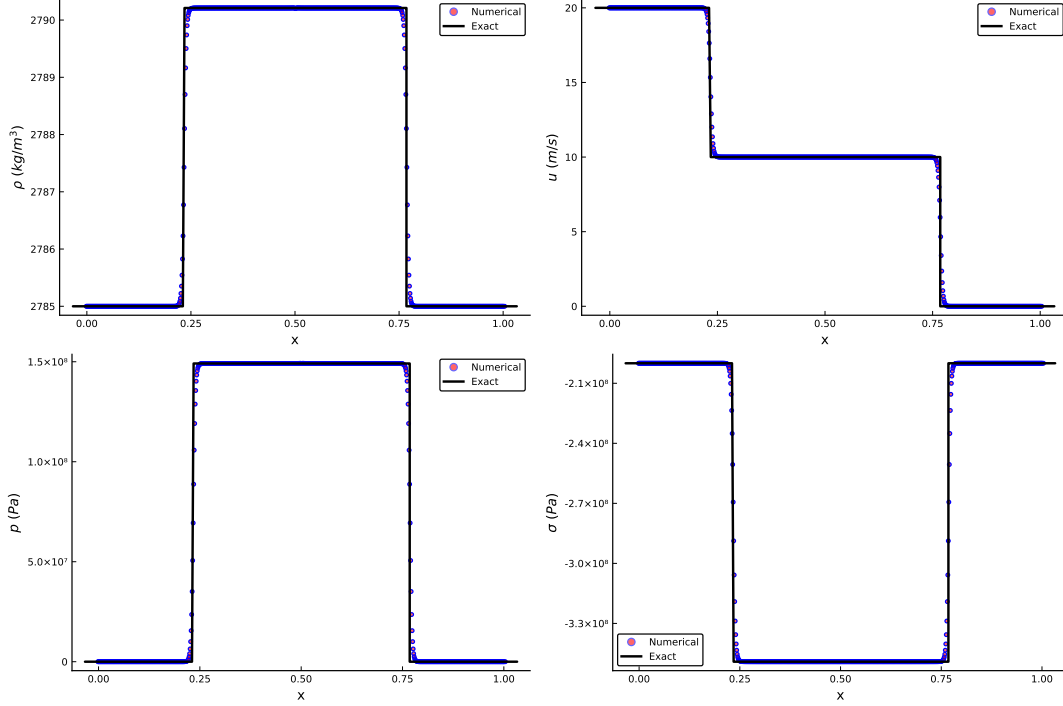 2790
2789
2788
2787
2786
2785
ρ (kg/m³)
0.00
0.25
0.50
0.75
1.00
x
Numerical
Exact
20
15
10
5
0
u (m/s)
0.00
0.25
0.50
0.75
1.00
x
Numerical
Exact
1.5×10⁸
1.0×10⁸
5.0×10⁷
0
p (Pa)
0.00
0.25
0.50
0.75
1.00
x
Numerical
Exact
-2.1×10⁸
-2.4×10⁸
-2.7×10⁸
-3.0×10⁸
-3.3×10⁸
σ (Pa)
0.00
0.25
0.50
0.75
1.00
x
Numerical
Exact